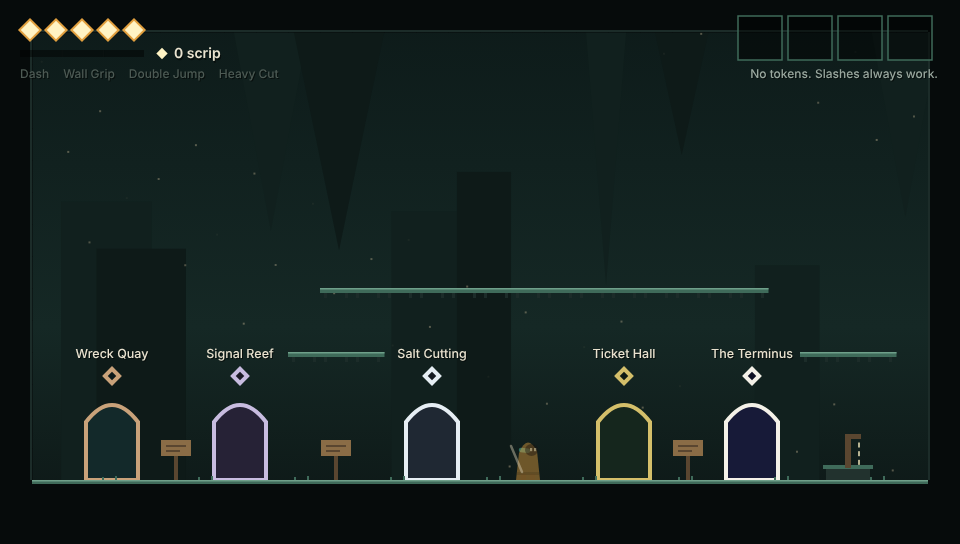 0 scrip
Dash Wall Grip Double Jump Heavy Cut
No tokens. Slashes always work.
Wreck Quay
Signal Reef
Salt Cutting
Ticket Hall
The Terminus